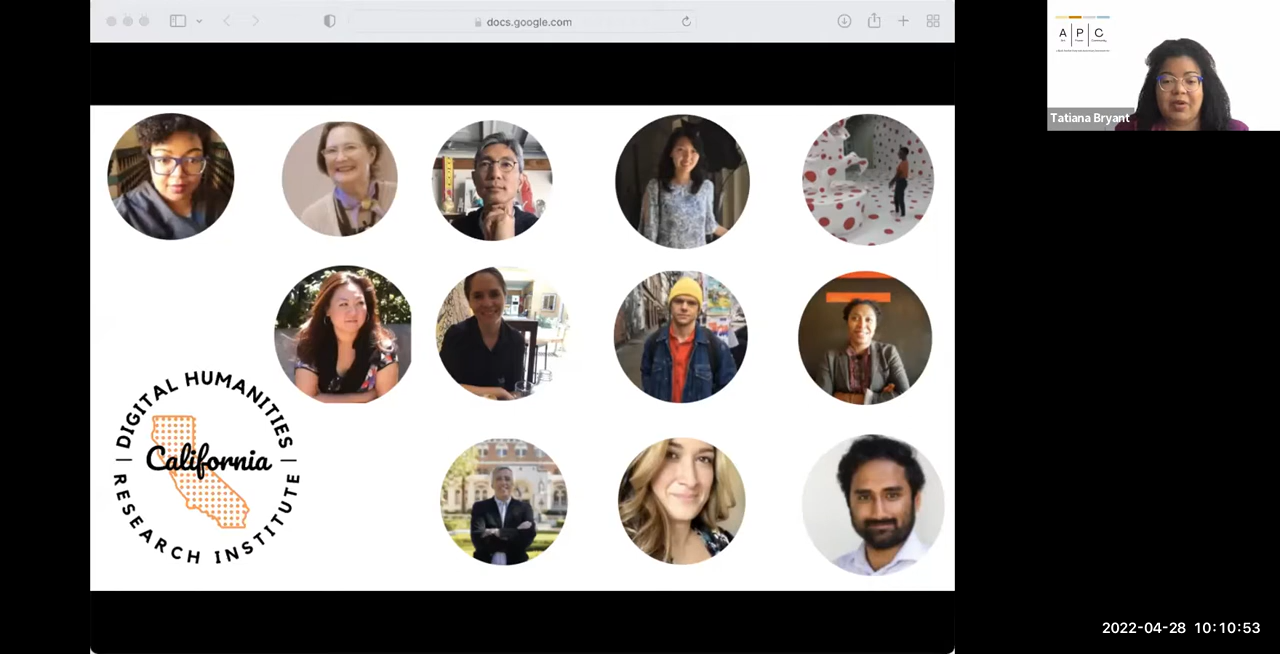 docs.google.com
DIGITAL HUMANITIES
California
RESEARCH INSTITUTE
A P C
Tatiana Bryant
2022-04-28 10:10:53